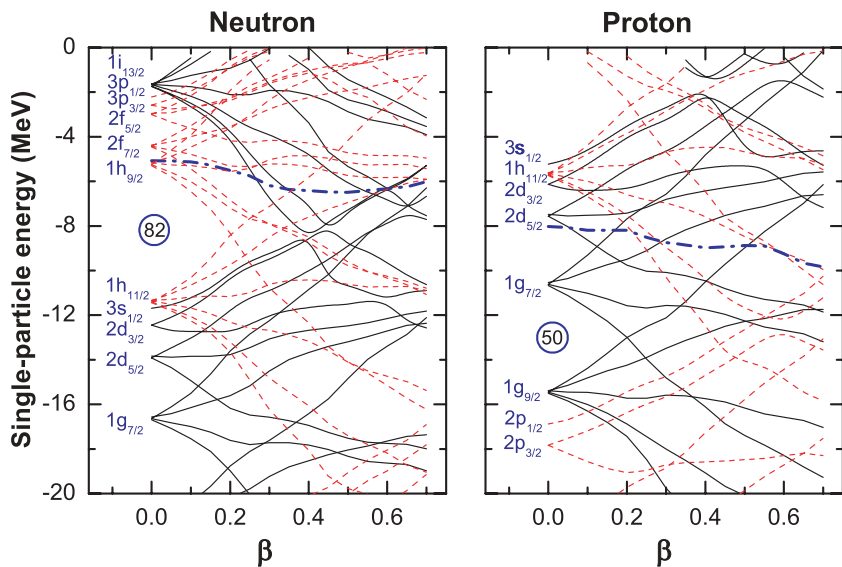 Neutron
Proton
Single-particle energy (MeV)
0
-4
-8
-12
-16
-20
1i13/2
3p1/2
3p3/2
2f5/2
2f7/2
1h9/2
82
1h11/2
3s1/2
2d3/2
2d5/2
1g7/2
3s1/2
1h11/2
2d3/2
2d5/2
1g7/2
50
1g9/2
2p1/2
2p3/2
0.0 0.2 0.4 0.6
0.0 0.2 0.4 0.6
β
β